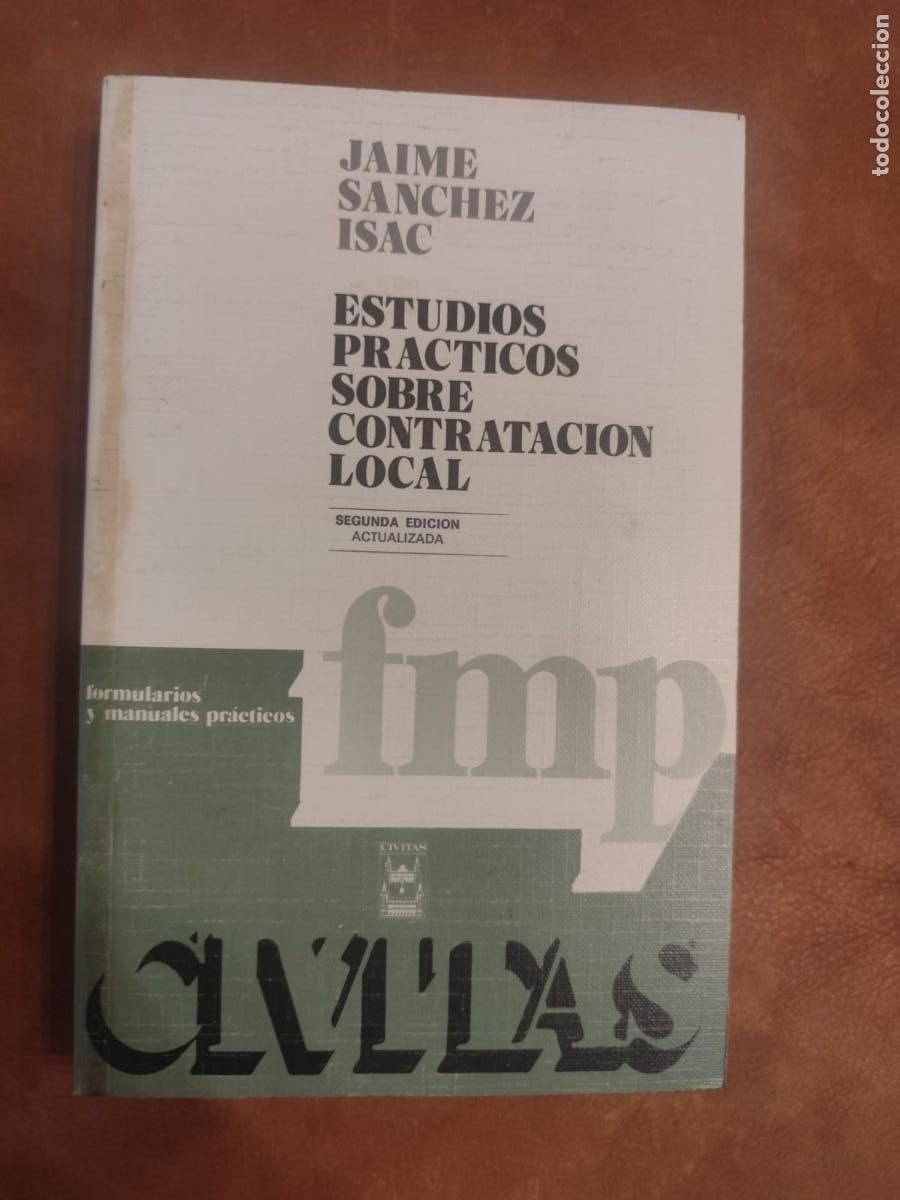 todocoleccion
JAIME
SANCHEZ
ISAC
ESTUDIOS
PRACTICOS
SOBRE
CONTRATACION
LOCAL
SEGUNDA EDICION
ACTUALIZADA
fmp
formularios
y manuales prácticos
CIVITAS
CIVITAS